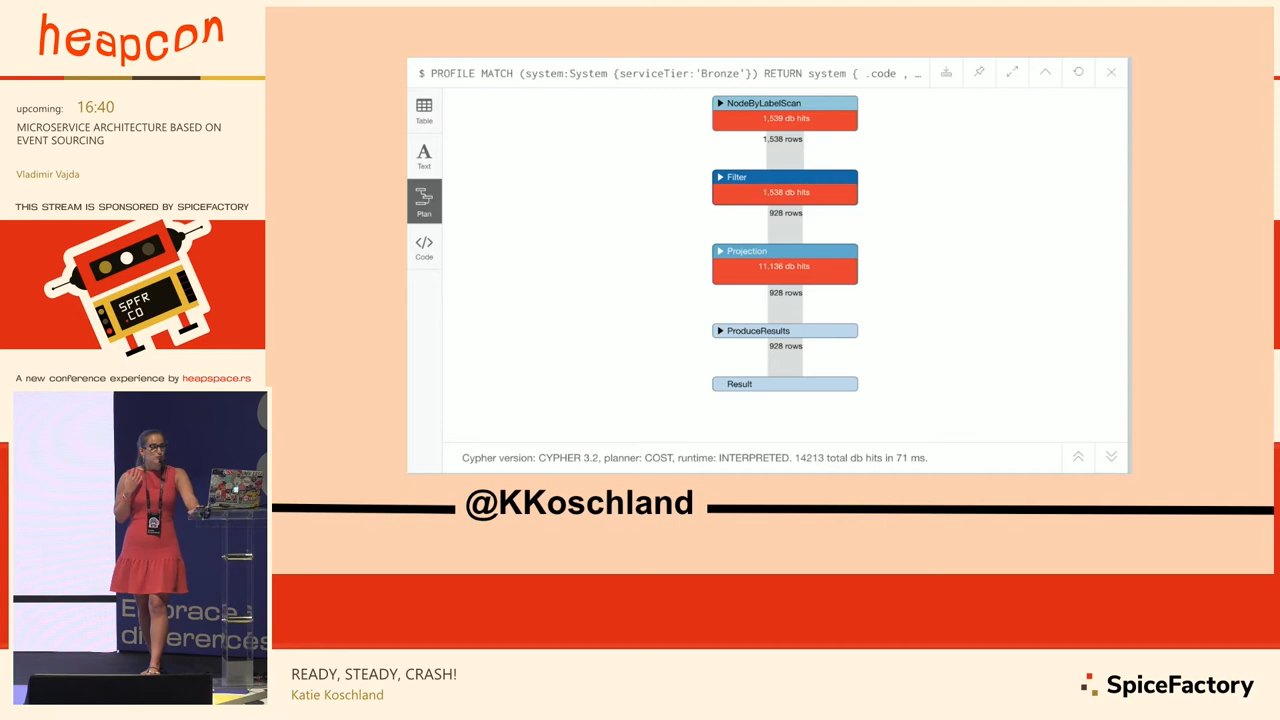 heapcon
upcoming: 16:40
MICROSERVICE ARCHITECTURE BASED ON
EVENT SOURCING
Vladimir Vajda
THIS STREAM IS SPONSORED BY SPICEFACTORY
SPFR
.CO
A new conference experience by heapspace.rs
$ PROFILE MATCH (system:System {serviceTier:'Bronze'}) RETURN system { .code , …
Table
Text
Plan
Code
NodeByLabelScan
1,539 db hits
1,538 rows
Filter
1,538 db hits
928 rows
Projection
11,136 db hits
928 rows
ProduceResults
928 rows
Result
Cypher version: CYPHER 3.2, planner: COST, runtime: INTERPRETED. 14213 total db hits in 71 ms.
@KKoschland
Embrace
differences
READY, STEADY, CRASH!
Katie Koschland
SpiceFactory